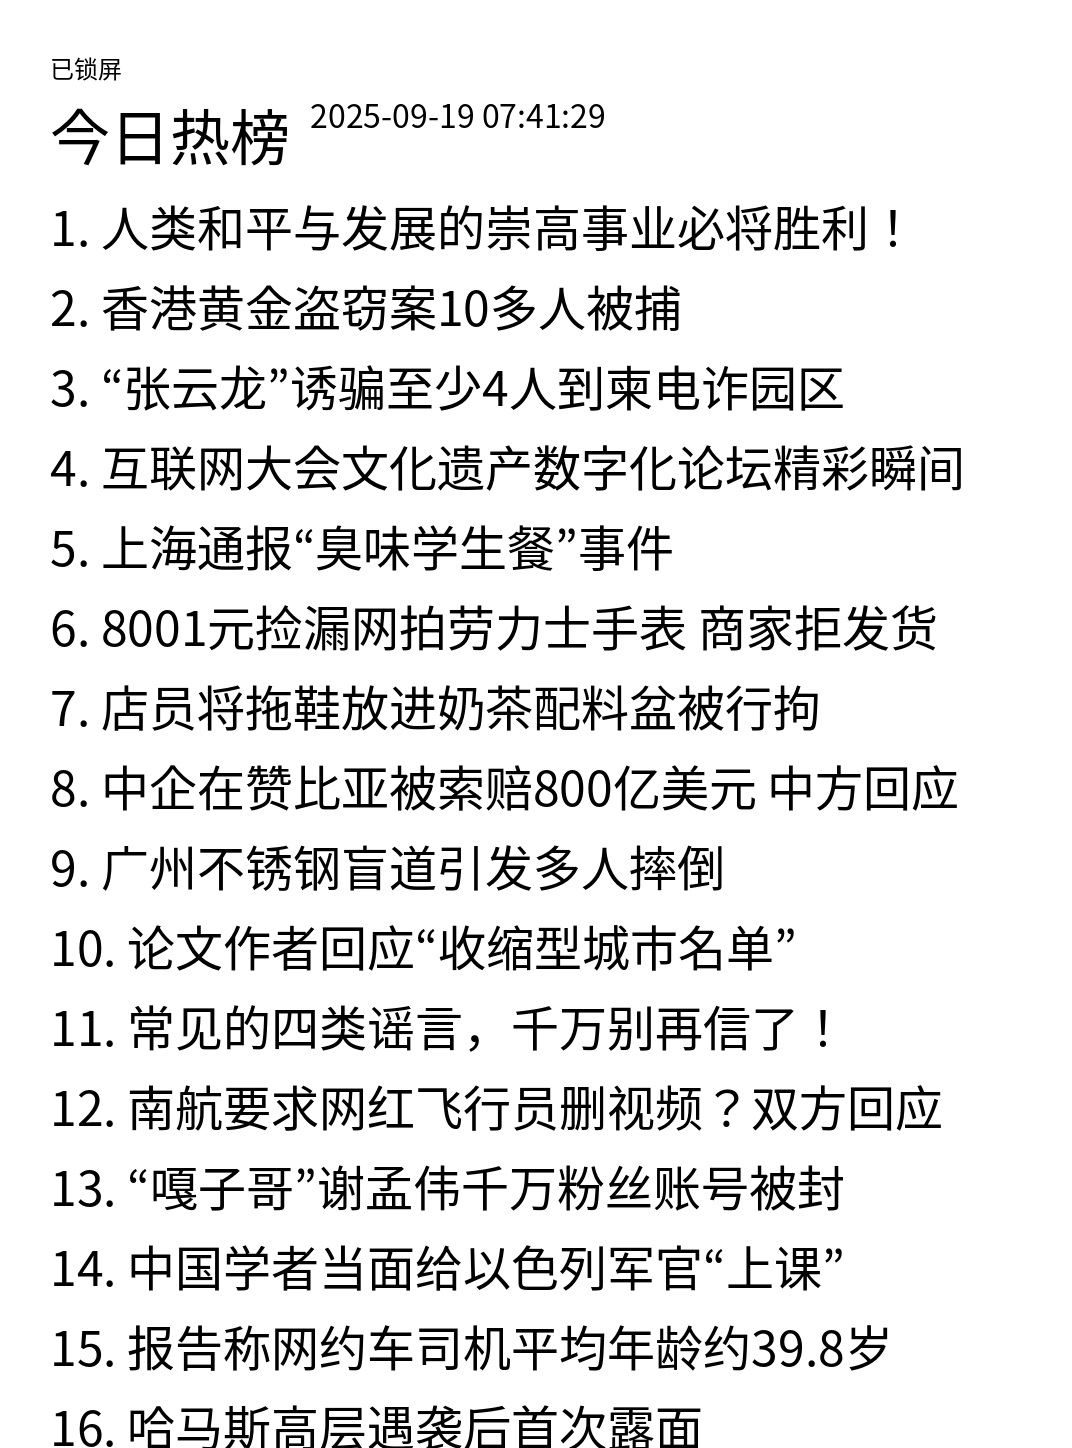 已锁屏
今日热榜 2025-09-19 07:41:29
1. 人类和平与发展的崇高事业必将胜利！
2. 香港黄金盗窃案10多人被捕
3. “张云龙”诱骗至少4人到柬电诈园区
4. 互联网大会文化遗产数字化论坛精彩瞬间
5. 上海通报“臭味学生餐”事件
6. 8001元捡漏网拍劳力士手表 商家拒发货
7. 店员将拖鞋放进奶茶配料盆被行拘
8. 中企在赞比亚被索赔800亿美元 中方回应
9. 广州不锈钢盲道引发多人摔倒
10. 论文作者回应“收缩型城市名单”
11. 常见的四类谣言，千万别再信了！
12. 南航要求网红飞行员删视频？双方回应
13. “嘎子哥”谢孟伟千万粉丝账号被封
14. 中国学者当面给以色列军官“上课”
15. 报告称网约车司机平均年龄约39.8岁
16. 哈马斯高层遇袭后首次露面